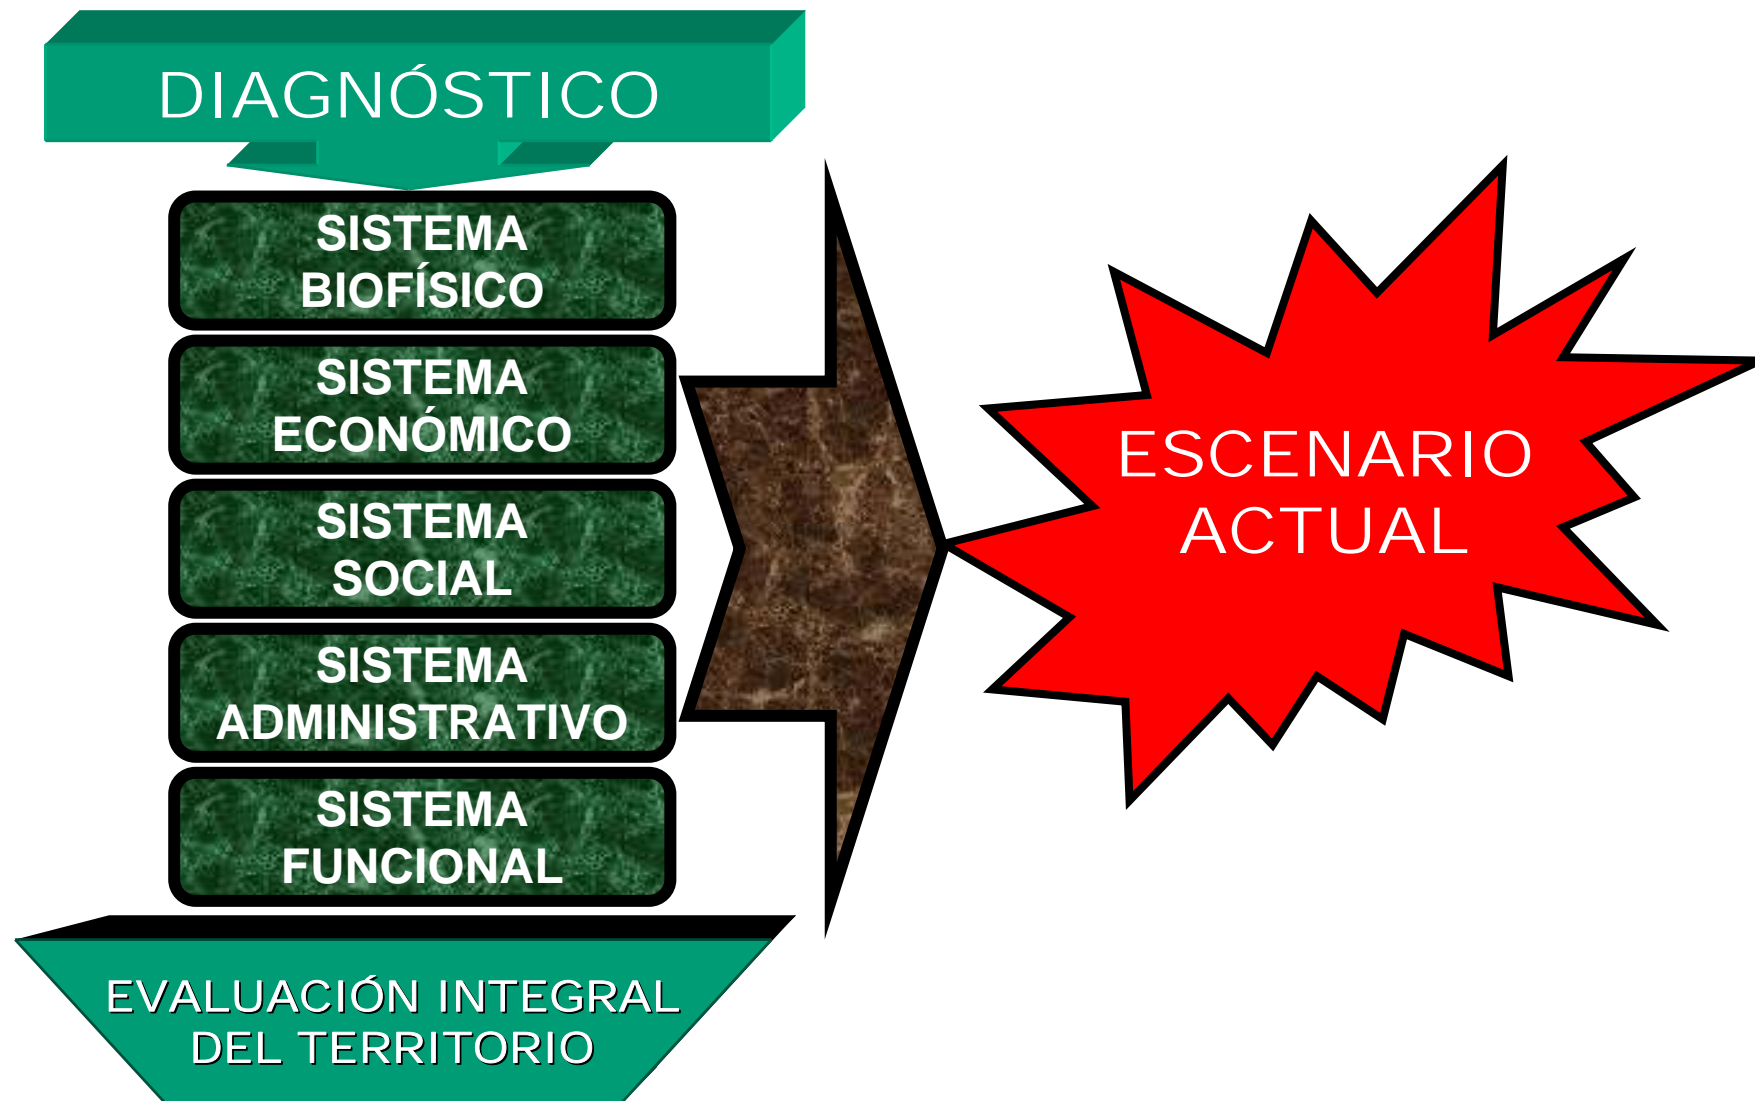 DIAGNÓSTICO
SISTEMA
BIOFÍSICO
SISTEMA
ECONÓMICO
SISTEMA
SOCIAL
SISTEMA
ADMINISTRATIVO
SISTEMA
FUNCIONAL
EVALUACIÓN INTEGRAL
DEL TERRITORIO
ESCENARIO
ACTUAL